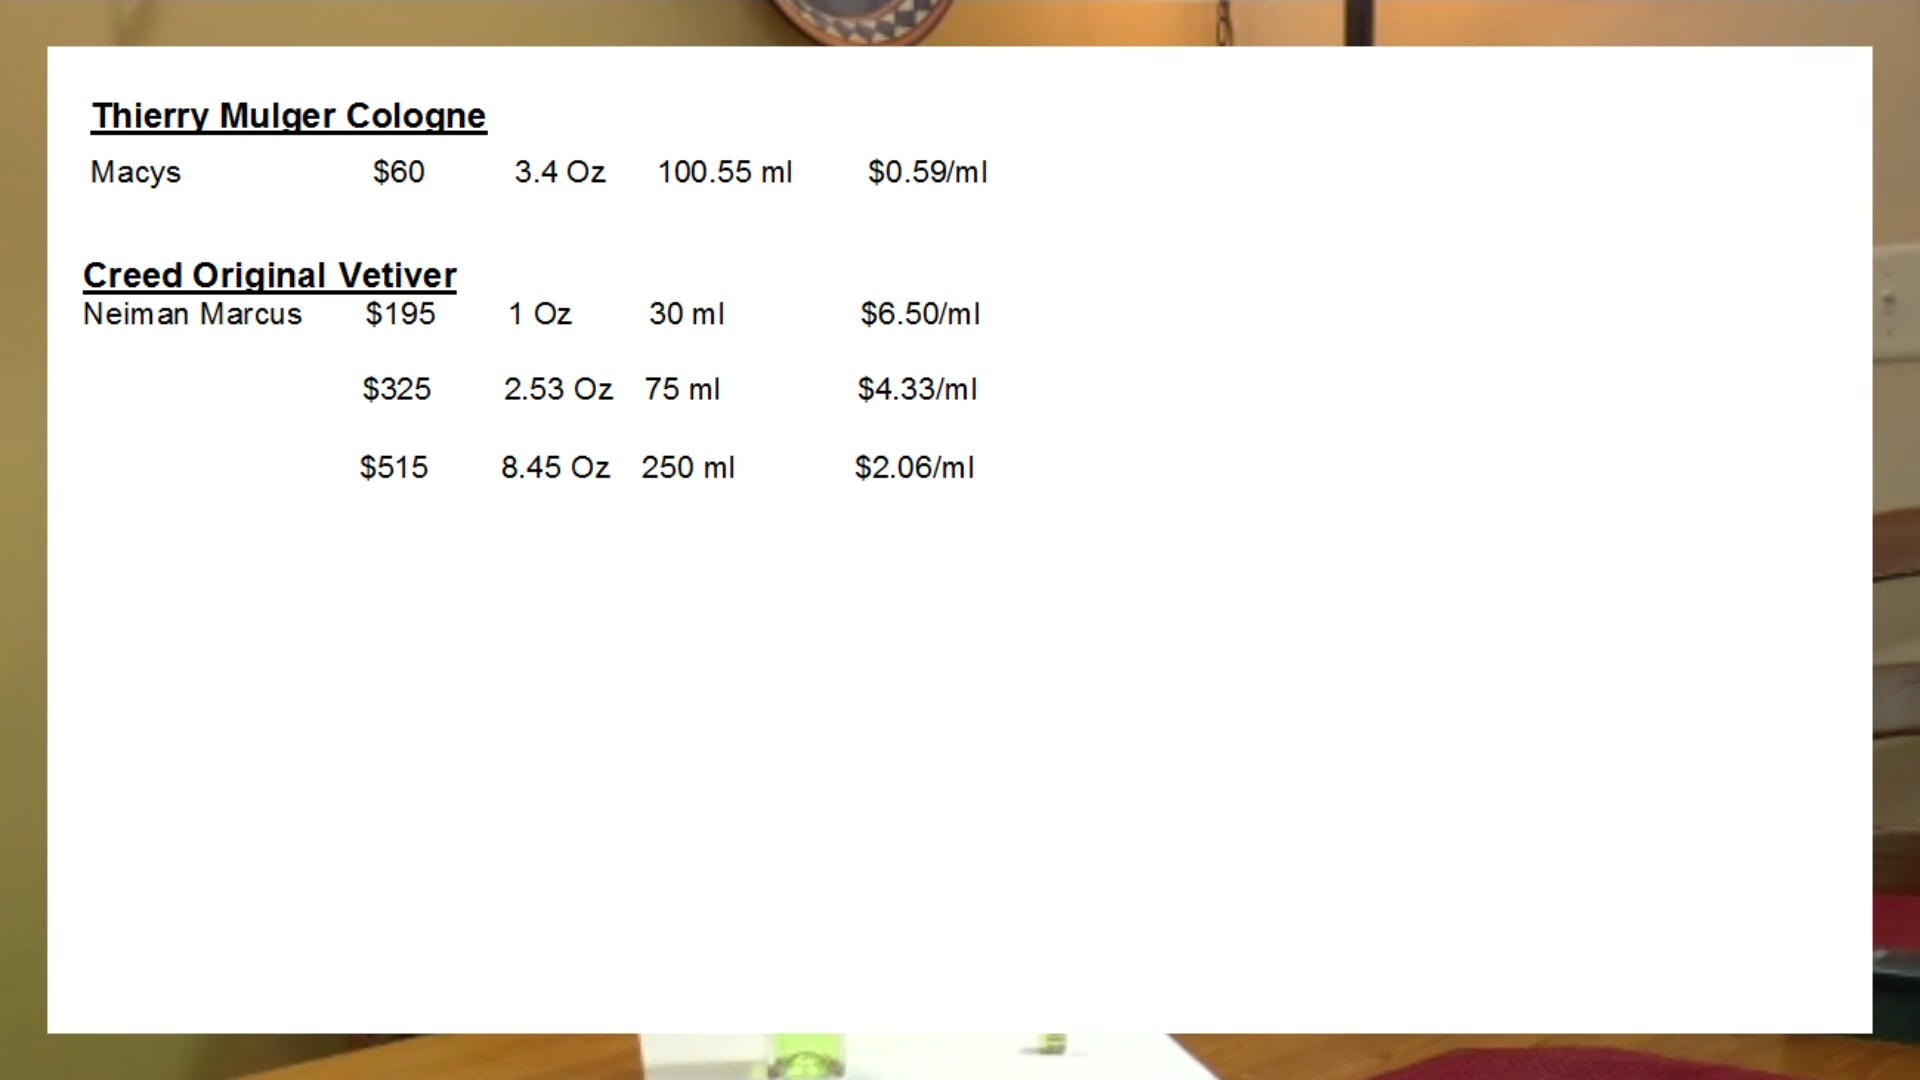 Thierry Mulger Cologne
Macys $60 3.4 Oz 100.55 ml $0.59/ml
Creed Original Vetiver
Neiman Marcus $195 1 Oz 30 ml $6.50/ml
$325 2.53 Oz 75 ml $4.33/ml
$515 8.45 Oz 250 ml $2.06/ml